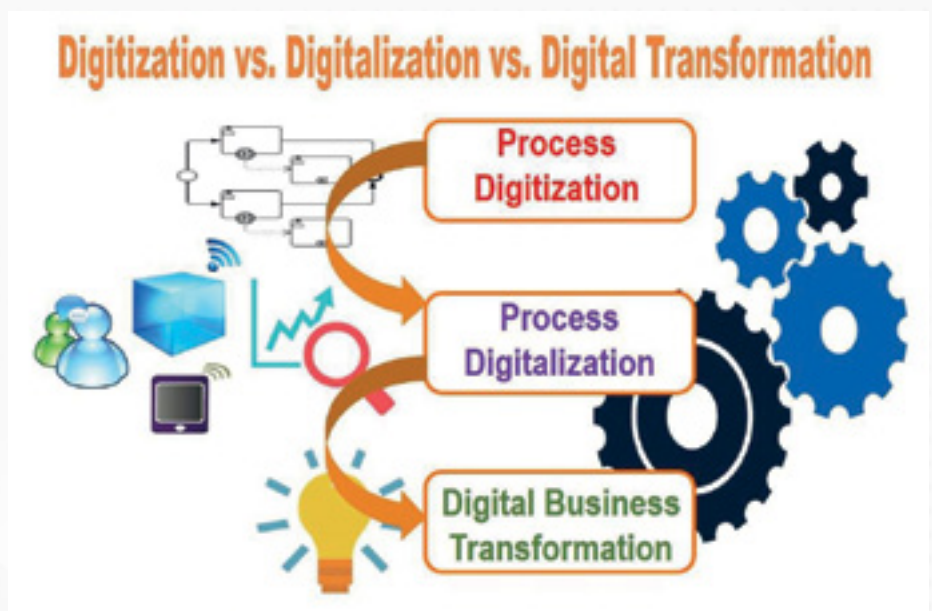 Digitization vs. Digitalization vs. Digital Transformation
Process
Digitization
Process
Digitalization
Digital Business
Transformation